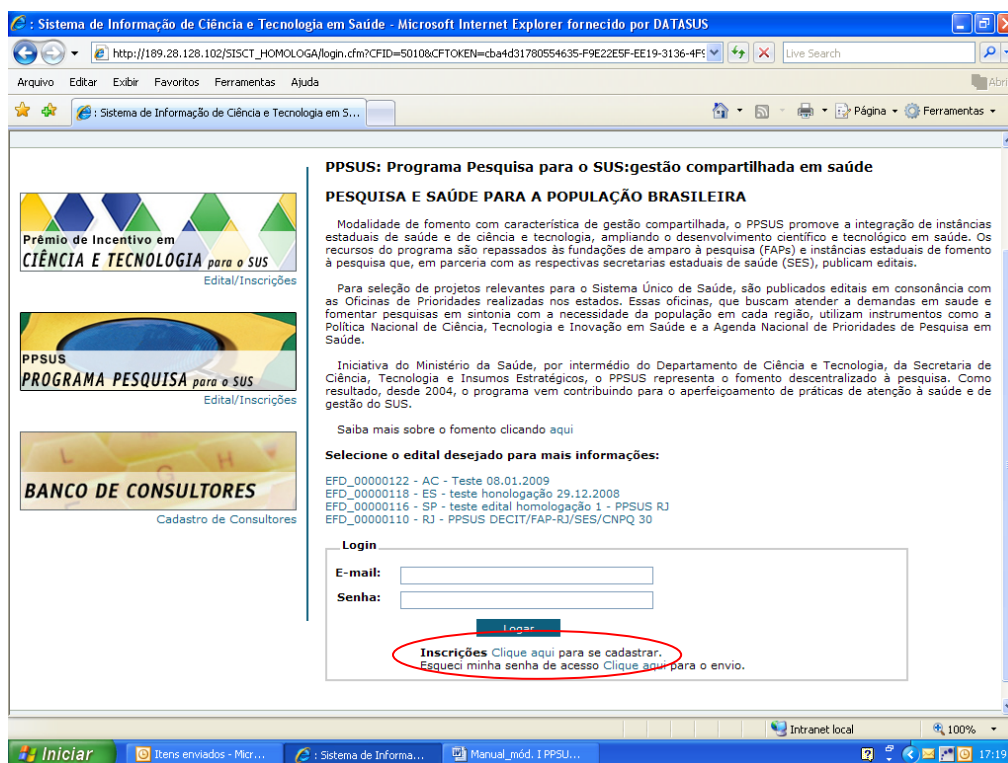 : Sistema de Informação de Ciência e Tecnologia em Saúde - Microsoft Internet Explorer fornecido por DATASUS
http://189.28.128.102/SISCT_HOMOLOGA/login.cfm?CFID=5010&CFTOKEN=cba4d31780554635-F9E22E5F-EE19-3136-4F9
Live Search
Arquivo Editar Exibir Favoritos Ferramentas Ajuda
Abri
: Sistema de Informação de Ciência e Tecnologia em S...
Página
Ferramentas
PPSUS: Programa Pesquisa para o SUS:gestão compartilhada em saúde
PESQUISA E SAÚDE PARA A POPULAÇÃO BRASILEIRA
Modalidade de fomento com característica de gestão compartilhada, o PPSUS promove a integração de instâncias
estaduais de saúde e de ciência e tecnologia, ampliando o desenvolvimento científico e tecnológico em saúde. Os
recursos do programa são repassados às fundações de amparo à pesquisa (FAPs) e instâncias estaduais de fomento
à pesquisa que, em parceria com as respectivas secretarias estaduais de saúde (SES), publicam editais.
Para seleção de projetos relevantes para o Sistema Único de Saúde, são publicados editais em consonância com
as Oficinas de Prioridades realizadas nos estados. Essas oficinas, que buscam atender a demandas em saude e
fomentar pesquisas em sintonia com a necessidade da população em cada região, utilizam instrumentos como a
Política Nacional de Ciência, Tecnologia e Inovação em Saúde e a Agenda Nacional de Prioridades de Pesquisa em
Saúde.
Iniciativa do Ministério da Saúde, por intermédio do Departamento de Ciência e Tecnologia, da Secretaria de
Ciência, Tecnologia e Insumos Estratégicos, o PPSUS representa o fomento descentralizado à pesquisa. Como
resultado, desde 2004, o programa vem contribuindo para o aperfeiçoamento de práticas de atenção à saúde e de
gestão do SUS.
Saiba mais sobre o fomento clicando aqui
Selecione o edital desejado para mais informações:
EFD_00000122 - AC - Teste 08.01.2009
EFD_00000118 - ES - teste honologação 29.12.2008
EFD_00000116 - SP - teste edital homologação 1 - PPSUS RJ
EFD_00000110 - RJ - PPSUS DECIT/FAP-RJ/SES/CNPQ 30
Login
E-mail:
Senha:
Logar
Inscrições Clique aqui para se cadastrar.
Esqueci minha senha de acesso Clique aqui para o envio.
Prêmio de Incentivo em
CIÊNCIA E TECNOLOGIA para o SUS
Edital/Inscrições
PPSUS
PROGRAMA PESQUISA para o SUS
Edital/Inscrições
L G H
BANCO DE CONSULTORES
Cadastro de Consultores
Intranet local
100%
Iniciar
Itens enviados - Micr...
: Sistema de Informa...
Manual_mód. I PPSU...
17:19